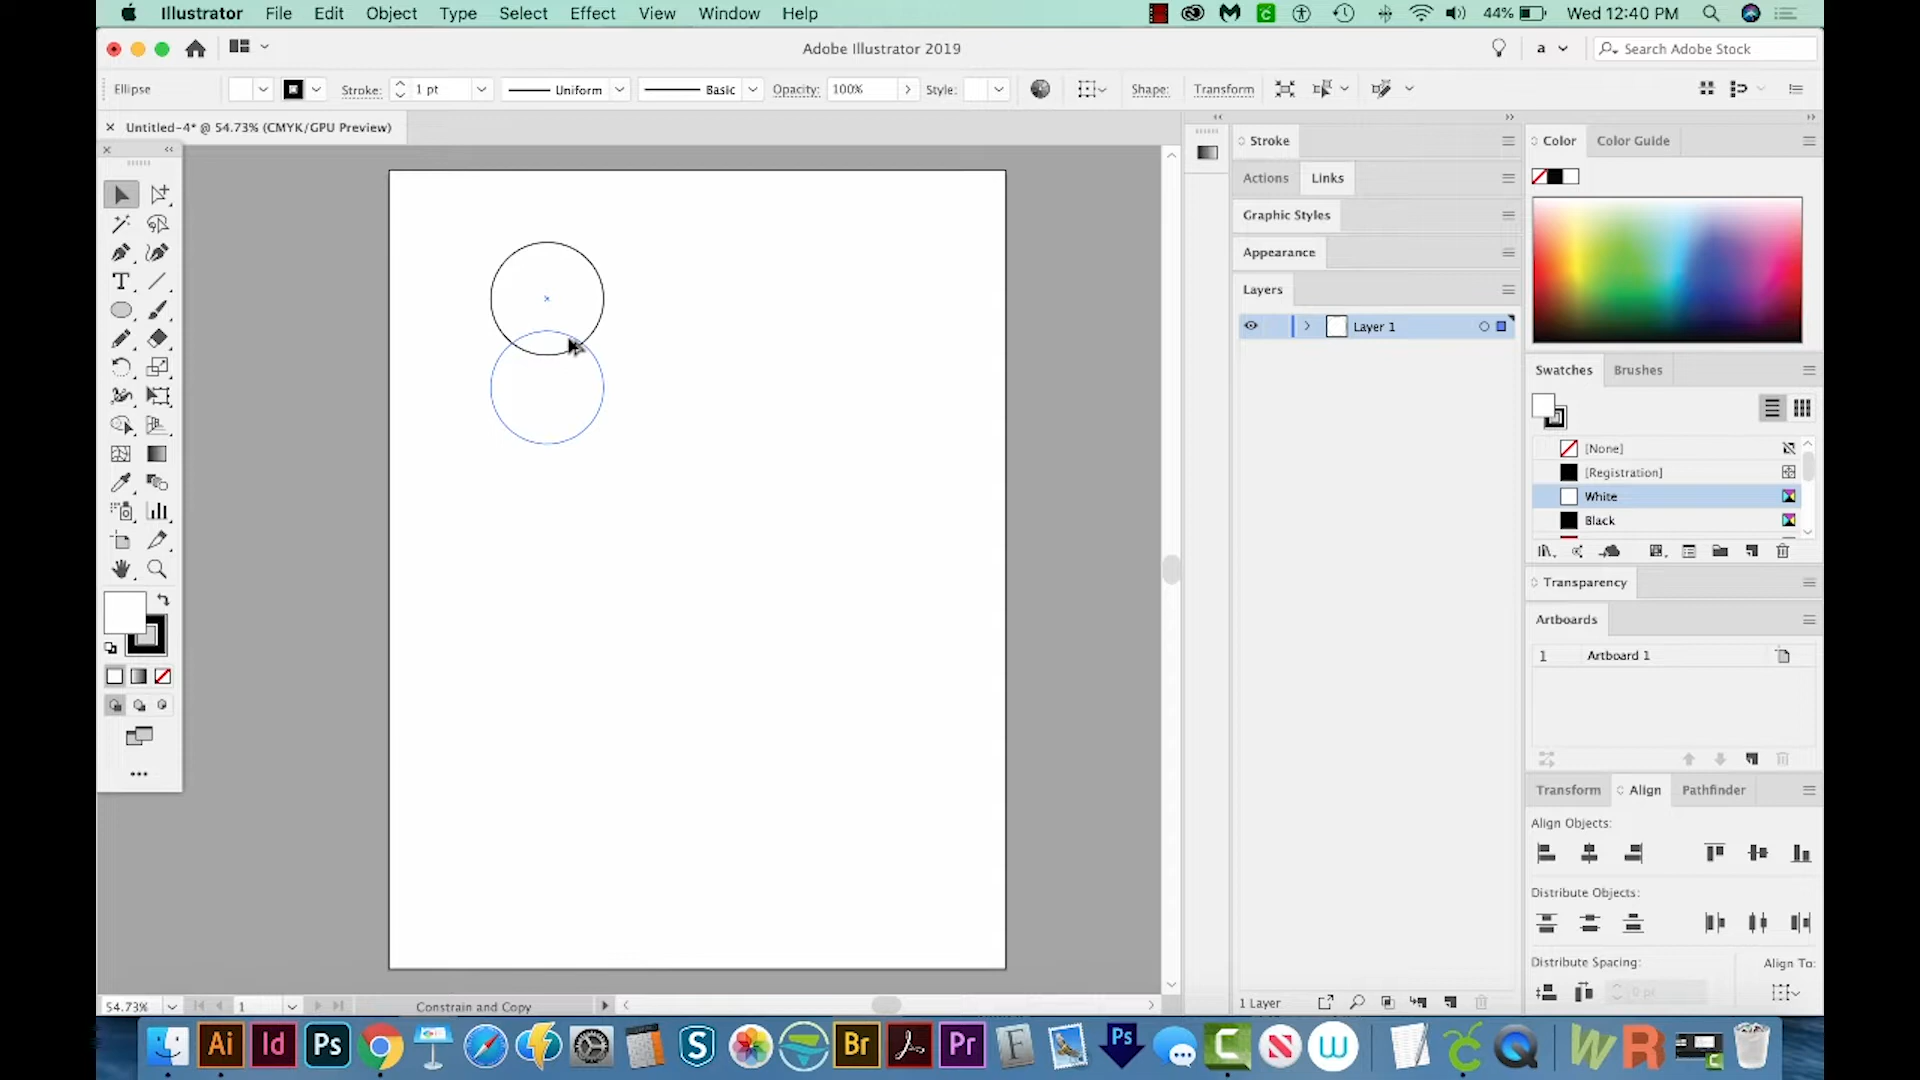 Illustrator File Edit Object Type Select Effect View Window Help 44% Wed 12:40 PM
Adobe Illustrator 2019 a Search Adobe Stock
Ellipse Stroke: 1 pt Uniform Basic Opacity: 100% Style: Shape: Transform
Untitled-4* @ 54.73% (CMYK/GPU Preview)
Stroke
Actions Links
Graphic Styles
Appearance
Layers
Layer 1
1 Layer
Color Color Guide
Swatches Brushes
[None]
[Registration]
White
Black
Transparency
Artboards
1 Artboard 1
Transform Align Pathfinder
Align Objects:
Distribute Objects:
Distribute Spacing: Align To:
0 pt
54.73% 1 Constrain and Copy
Ai Id Ps S Br Pr F Ps C N W W R